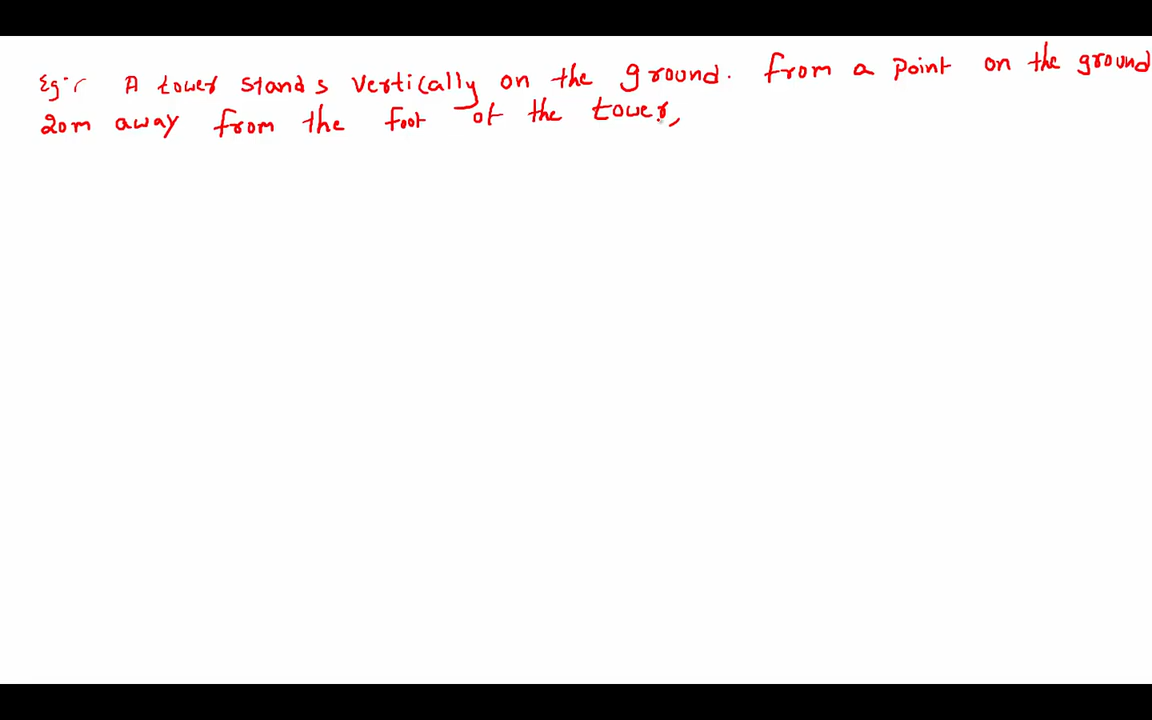 Eg:- A tower stands vertically on the ground. From a point on the ground
20m away from the foot of the tower,